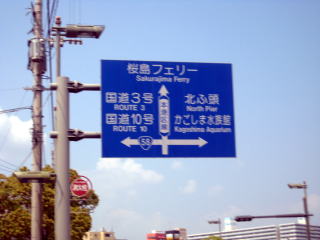 桜島フェリー
Sakurajima Ferry
国道3号
ROUTE 3
国道10号
ROUTE 10
北ふ頭
North Pier
かごしま水族館
Kagoshima Aquarium
58